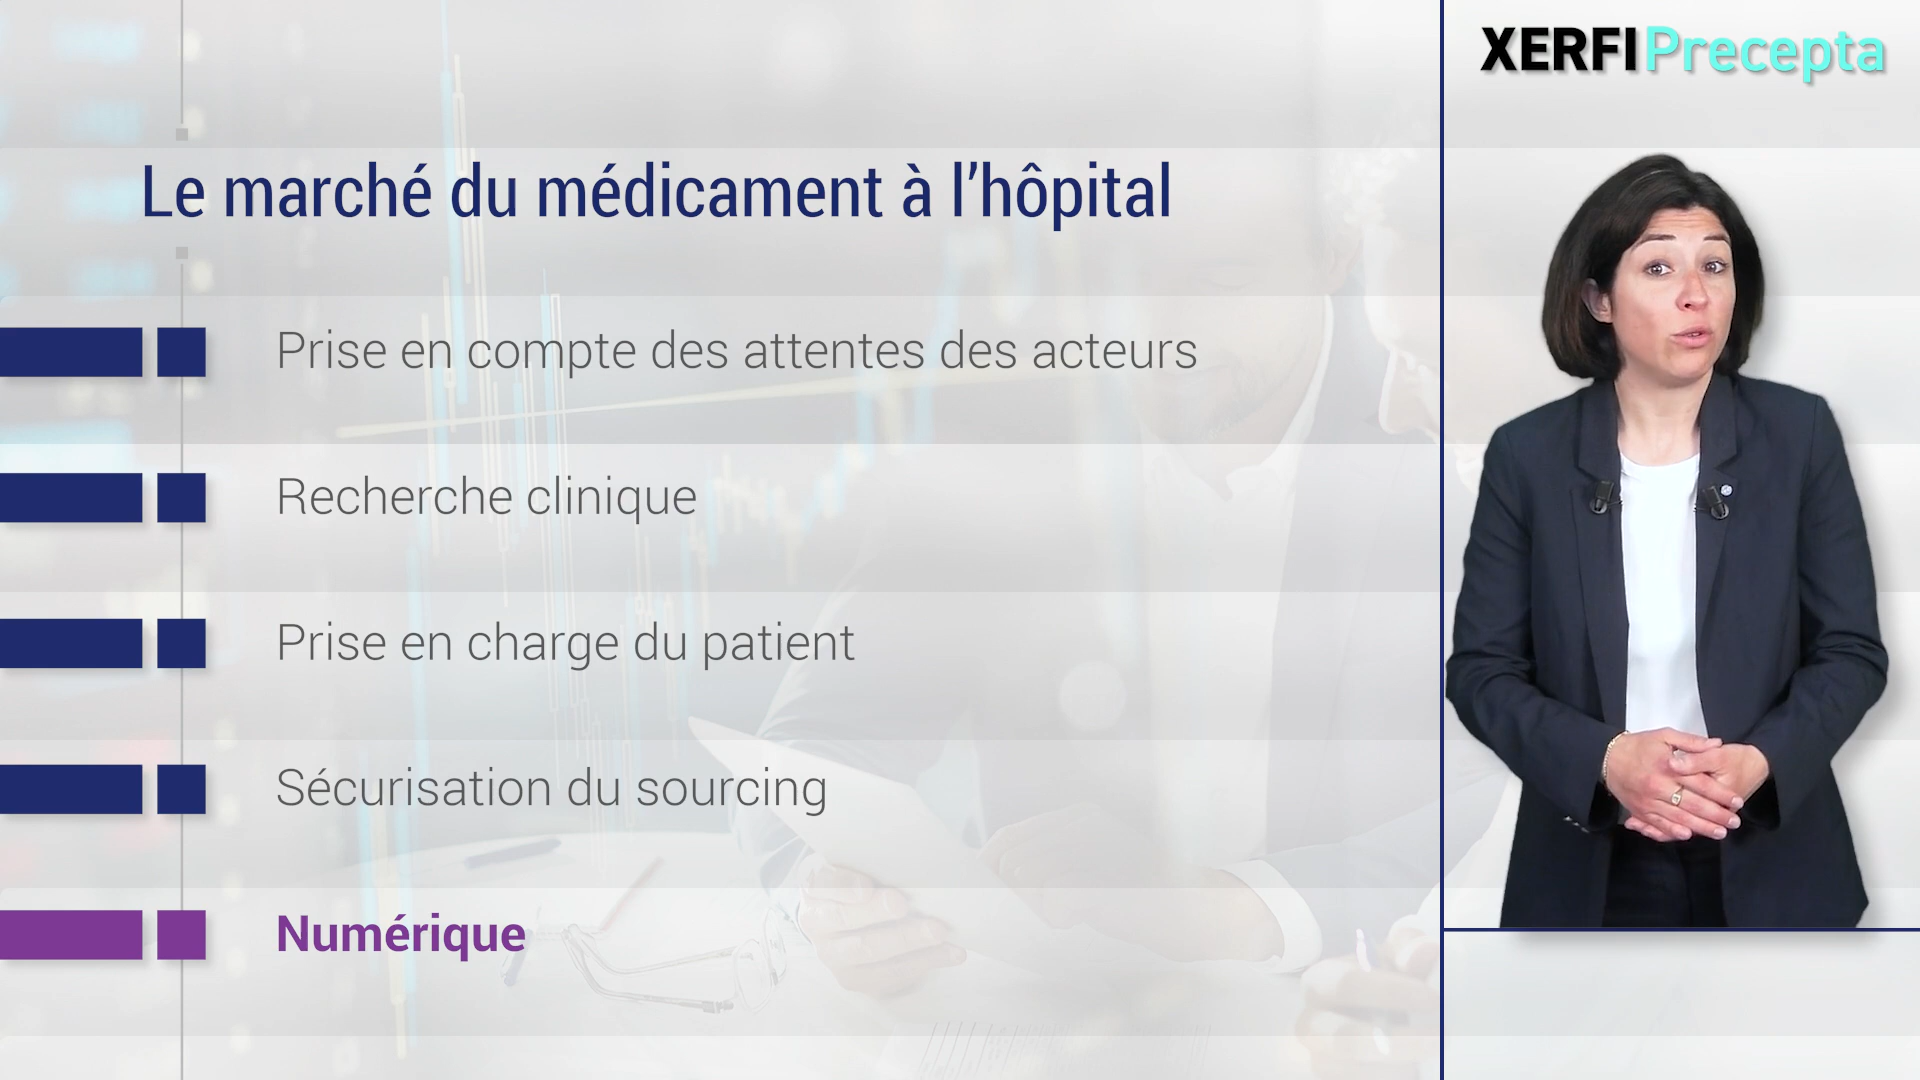 XERFI Precepta
Le marché du médicament à l’hôpital
Prise en compte des attentes des acteurs
Recherche clinique
Prise en charge du patient
Sécurisation du sourcing
Numérique